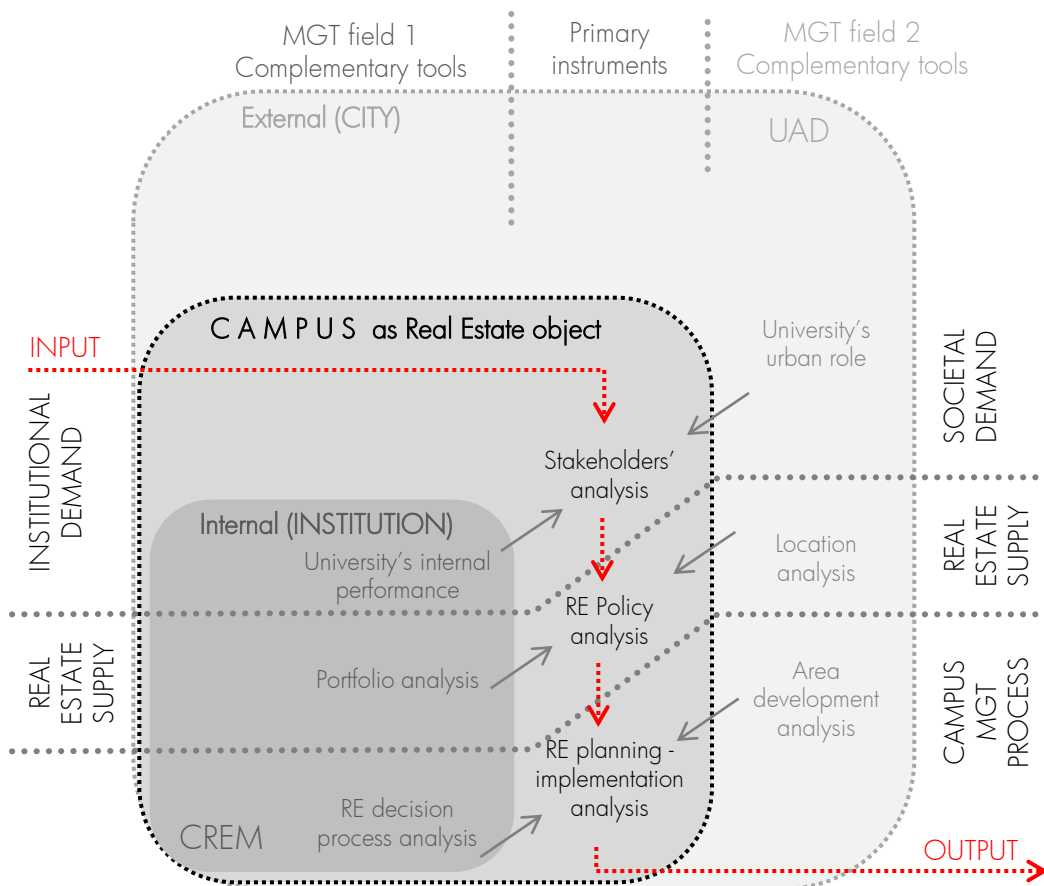 MGT field 1
Complementary tools
Primary
instruments
MGT field 2
Complementary tools
External (CITY)
UAD
CAMPUS as Real Estate object
INPUT
University's
urban role
INSTITUTIONAL
DEMAND
SOCIETAL
DEMAND
Stakeholders'
analysis
Internal (INSTITUTION)
University's internal
performance
Location
analysis
REAL
ESTATE
SUPPLY
RE Policy
analysis
REAL
ESTATE
SUPPLY
Portfolio analysis
Area
development
analysis
CAMPUS
MGT
PROCESS
RE planning -
implementation
analysis
RE decision
process analysis
CREM
OUTPUT